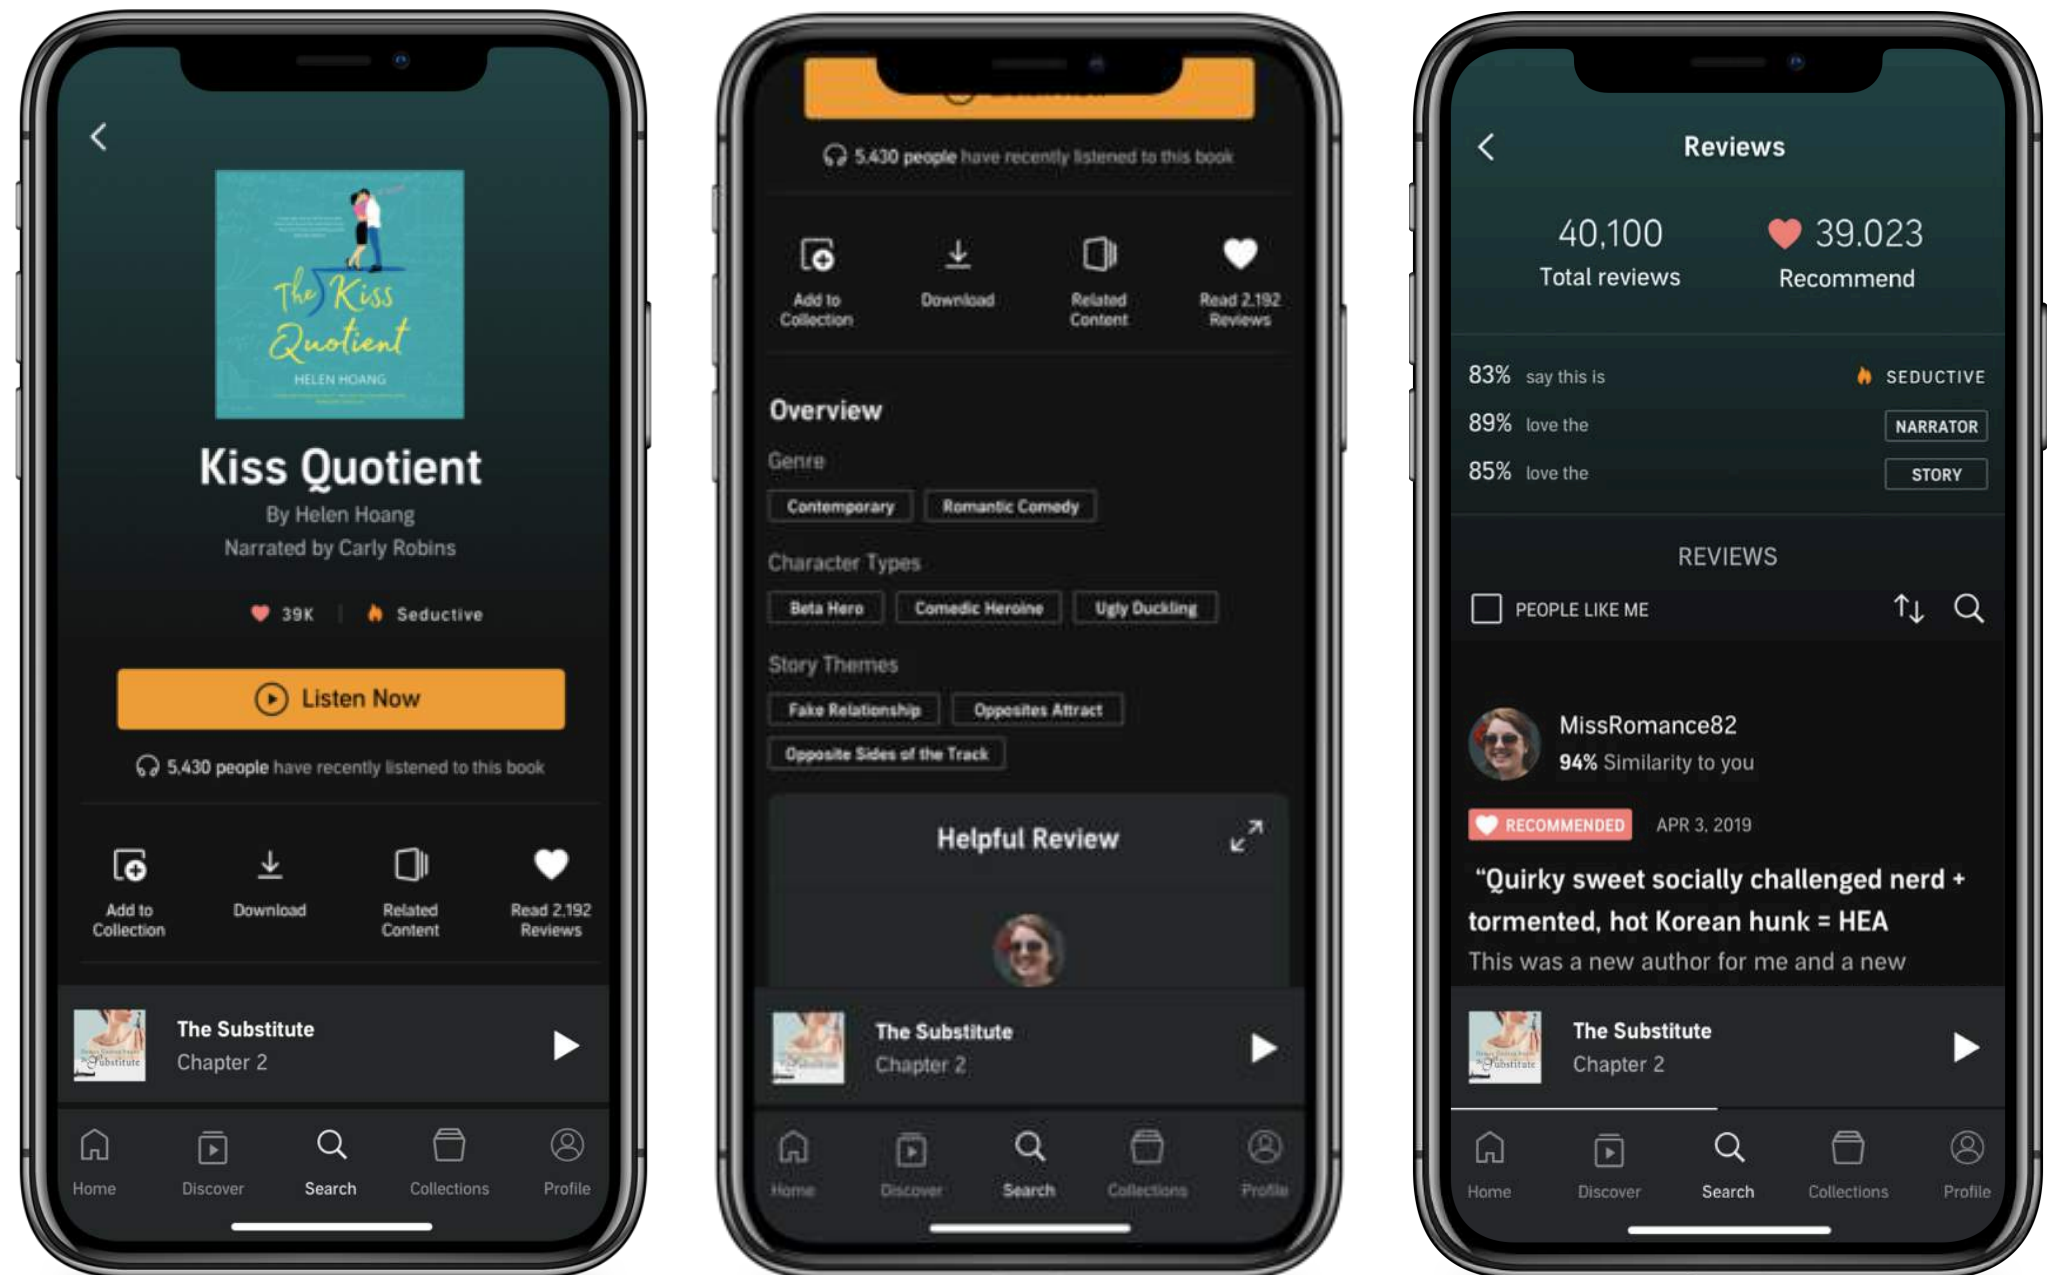 The Kiss
Quotient
HELEN HOANG
Kiss Quotient
By Helen Hoang
Narrated by Carly Robins
39K | Seductive
Listen Now
5,430 people have recently listened to this book
Add to
Collection
Download
Related
Content
Read 2,192
Reviews
The Substitute
Chapter 2
Home
Discover
Search
Collections
Profile
5,430 people have recently listened to this book
Add to
Collection
Download
Related
Content
Read 2,192
Reviews
Overview
Genre
Contemporary
Romantic Comedy
Character Types
Beta Hero
Comedic Heroine
Ugly Duckling
Story Themes
Fake Relationship
Opposites Attract
Opposite Sides of the Track
Helpful Review
The Substitute
Chapter 2
Home
Discover
Search
Collections
Profile
Reviews
40,100
Total reviews
39.023
Recommend
83% say this is SEDUCTIVE
89% love the NARRATOR
85% love the STORY
REVIEWS
PEOPLE LIKE ME
MissRomance82
94% Similarity to you
RECOMMENDED APR 3, 2019
“Quirky sweet socially challenged nerd +
tormented, hot Korean hunk = HEA
This was a new author for me and a new
Substitute
The Substitute
Chapter 2
Home
Discover
Search
Collections
Profile